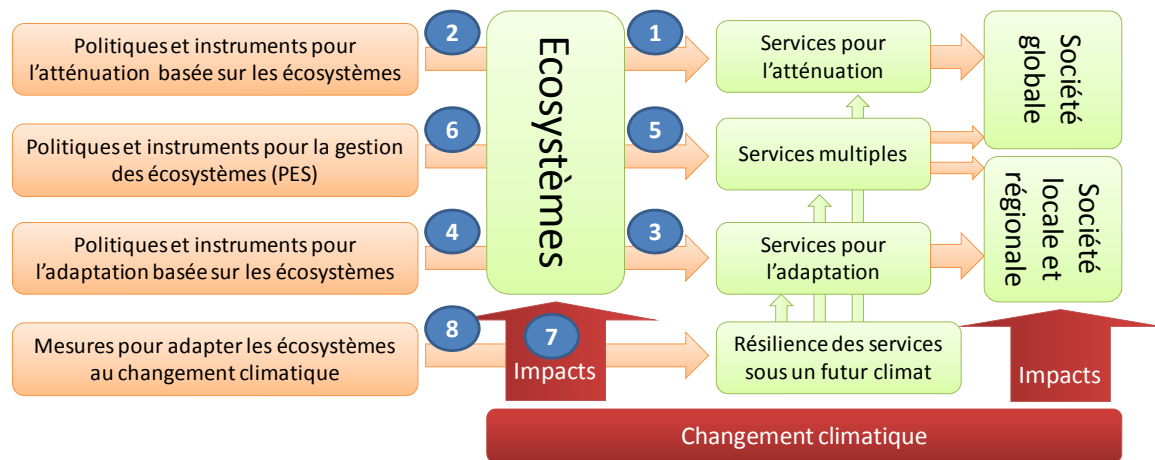 Politiques et instruments pour
l'atténuation basée sur les écosystèmes
2
Ecosystèmes
1
Services pour
l'atténuation
Société
globale
Politiques et instruments pour la gestion
des écosystèmes (PES)
6
5
Services multiples
Société
locale et
régionale
Politiques et instruments pour
l'adaptation basée sur les écosystèmes
4
3
Services pour
l'adaptation
Mesures pour adapter les écosystèmes
au changement climatique
8
7
Impacts
Résilience des services
sous un futur climat
Impacts
Changement climatique